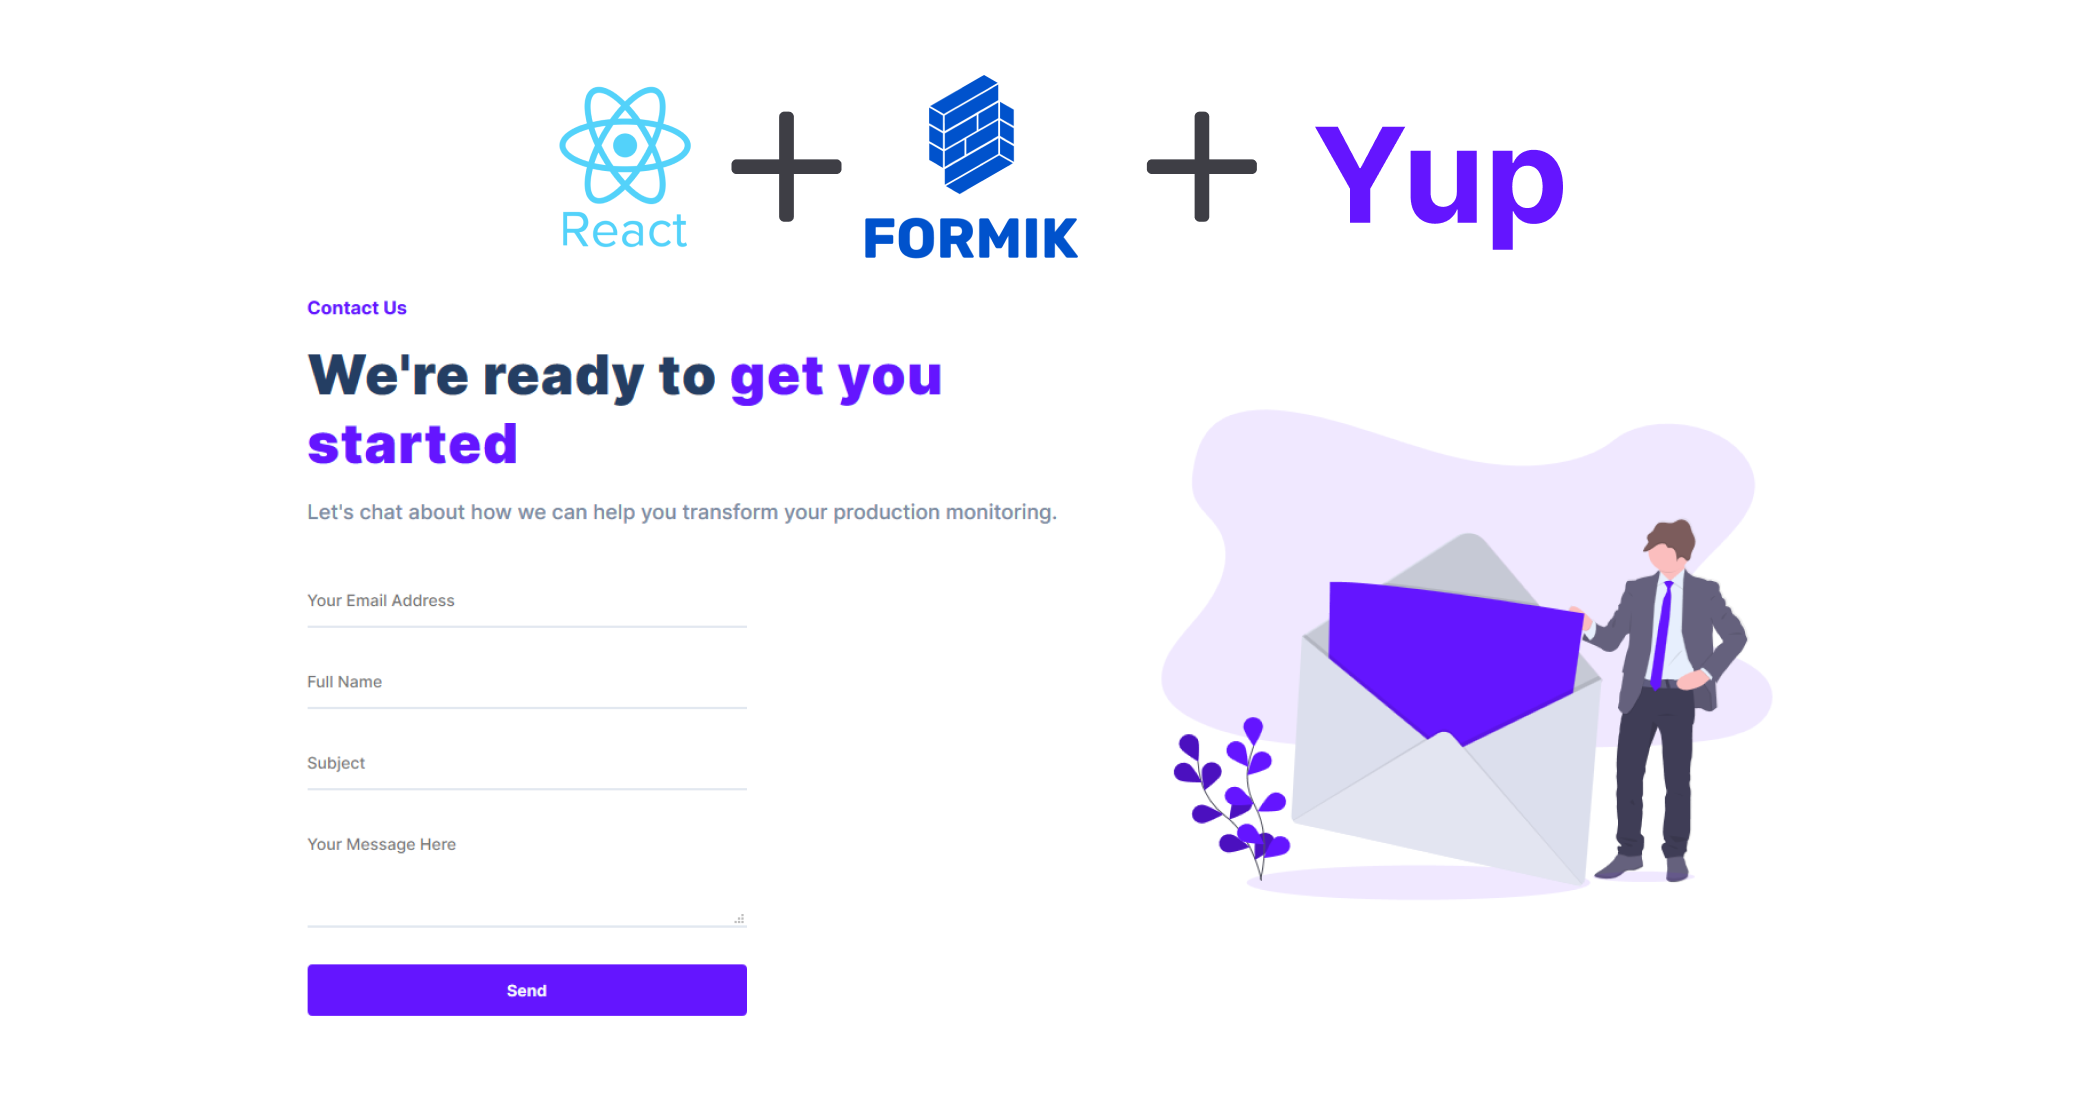 React
FORMIK
Yup
Contact Us
We're ready to get you
started
Let's chat about how we can help you transform your production monitoring.
Your Email Address
Full Name
Subject
Your Message Here
Send